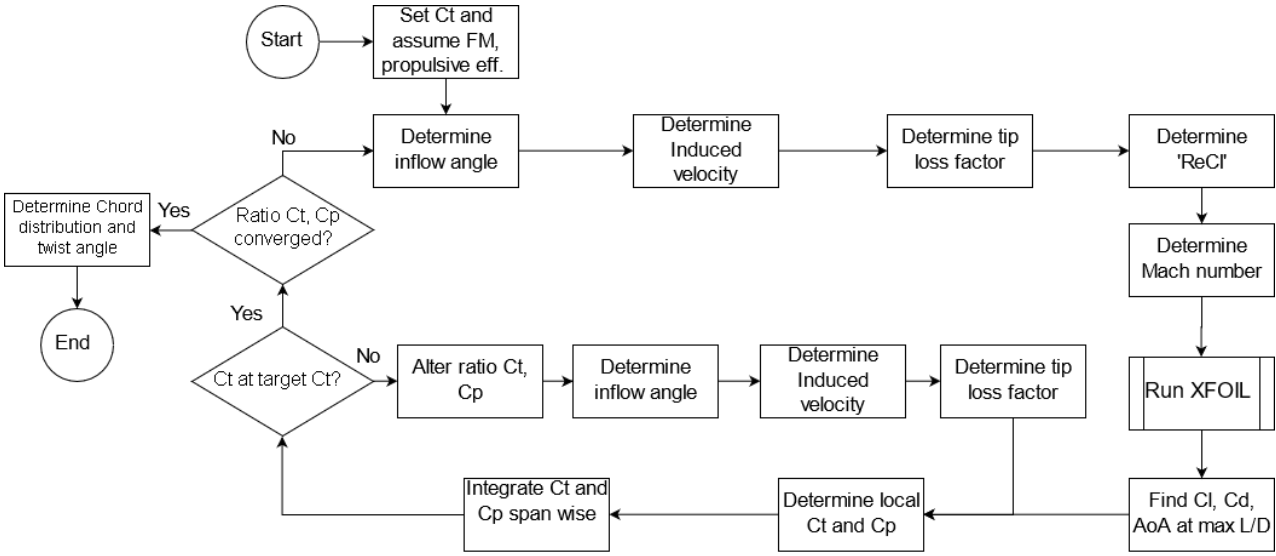 Start
Set Ct and
assume FM,
propulsive eff.
No
Determine
inflow angle
Determine
Induced
velocity
Determine tip
loss factor
Determine
'ReCl'
Determine Chord
distribution and
twist angle
Yes
Ratio Ct, Cp
converged?
Determine
Mach number
End
Yes
Ct at target Ct?
No
Alter ratio Ct,
Cp
Determine
inflow angle
Determine
Induced
velocity
Determine tip
loss factor
Run XFOIL
Integrate Ct and
Cp span wise
Determine local
Ct and Cp
Find Cl, Cd,
AoA at max L/D